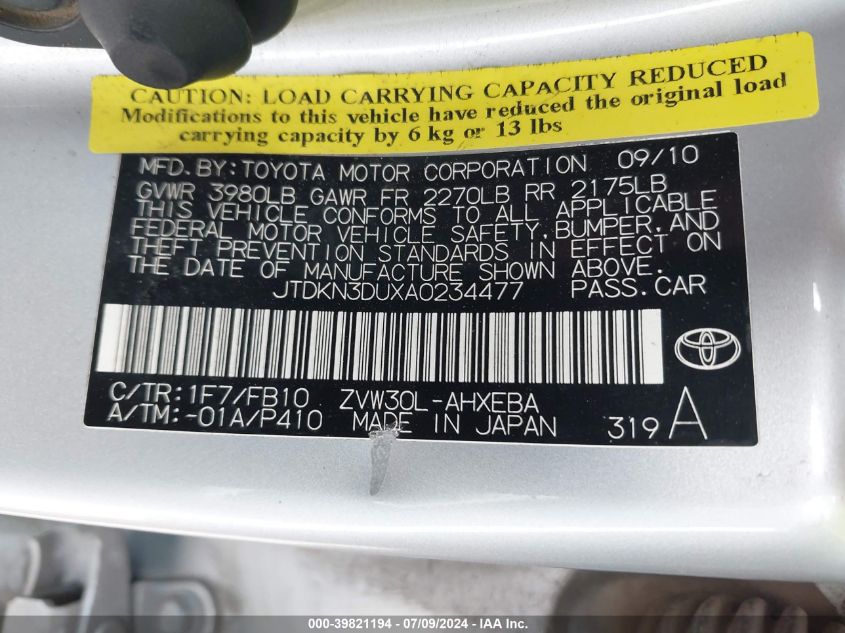 CAUTION: LOAD CARRYING CAPACITY REDUCED
Modifications to this vehicle have reduced the original load
carrying capacity by 6 kg or 13 lbs
MFD.BY:TOYOTA MOTOR CORPORATION 09/10
GVWR 3980LB GAWR FR 2270LB RR 2175LB
THIS VEHICLE CONFORMS TO ALL APPLICABLE
FEDERAL MOTOR VEHICLE SAFETY,BUMPER,AND
THEFT PREVENTION STANDARDS IN EFFECT ON
THE DATE OF MANUFACTURE SHOWN ABOVE.
JTDKN3DUXA0234477 PASS.CAR
C/TR:1F7/FB10 ZVW30L-AHXEBA
A/TM:-01A/P410 MADE IN JAPAN 319 A
000-39821194 - 07/09/2024 - IAA Inc.